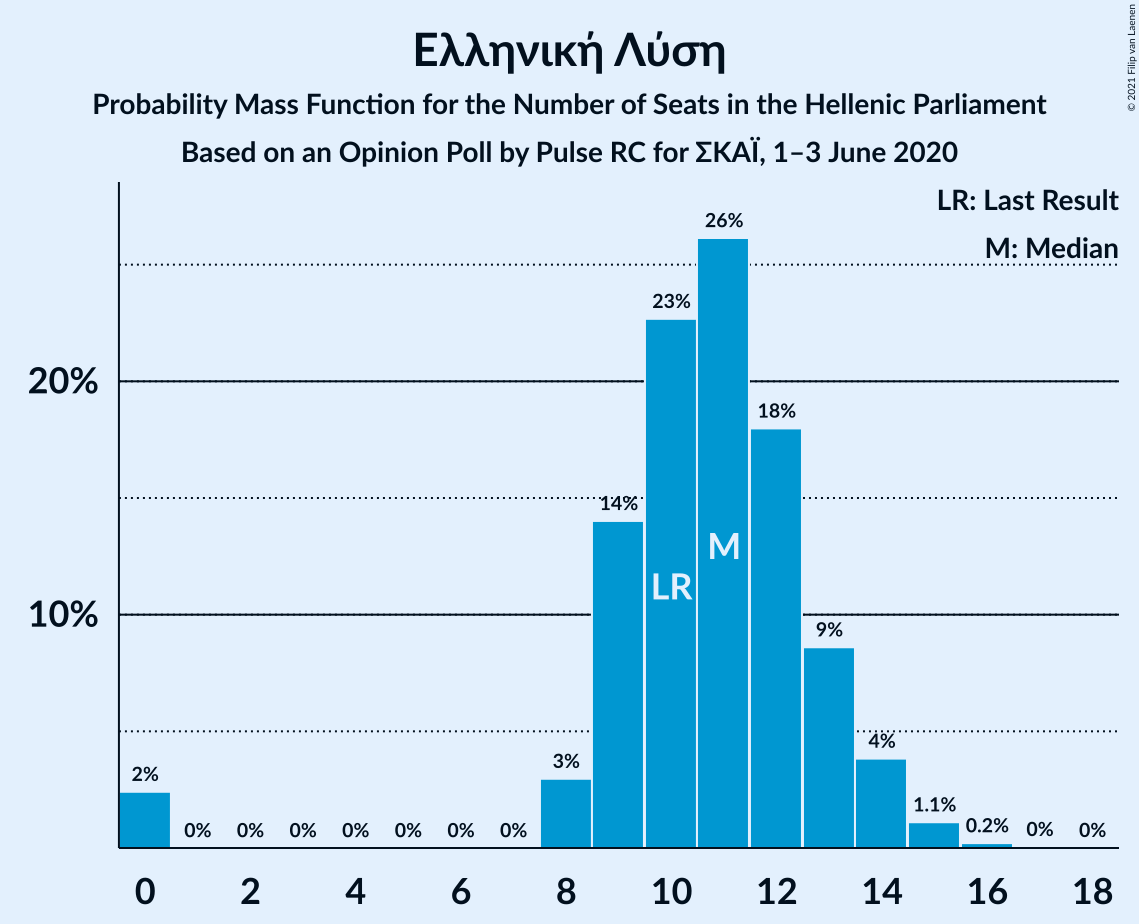 Ελληνική Λύση
Probability Mass Function for the Number of Seats in the Hellenic Parliament
Based on an Opinion Poll by Pulse RC for ΣΚΑΪ, 1–3 June 2020
© 2021 Filip van Laenen
LR: Last Result
M: Median
20%
10%
2%
0%
0%
0%
0%
0%
0%
0%
3%
14%
23%
26%
18%
9%
4%
1.1%
0.2%
0%
0%
LR
M
0 2 4 6 8 10 12 14 16 18